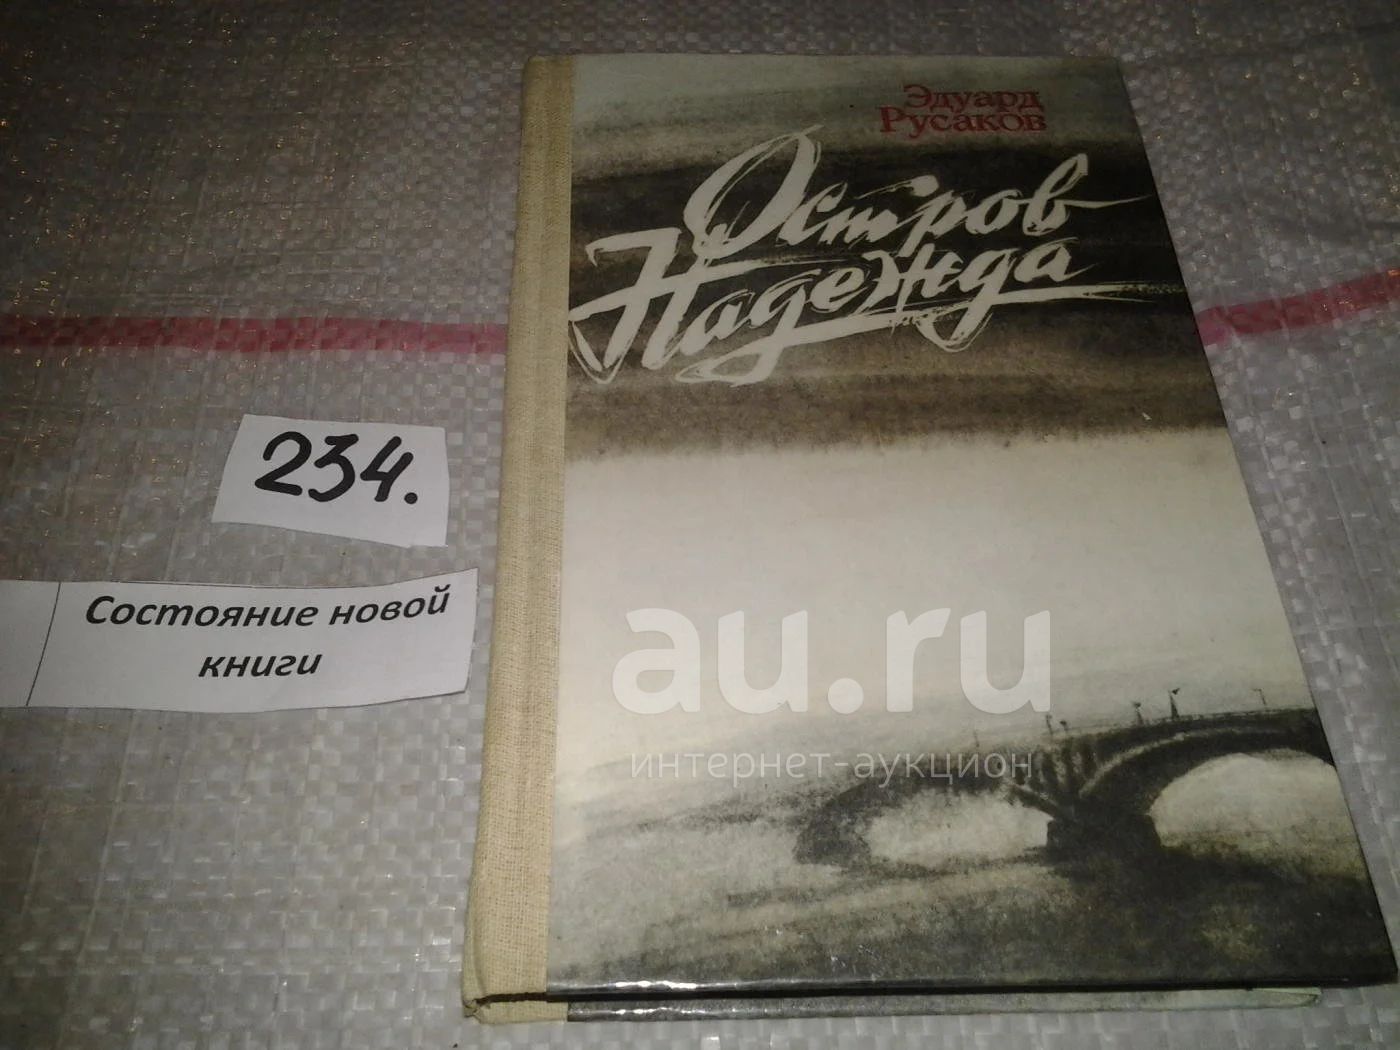 Эдуард
Русаков
Остров
Надежда
234.
Состояние новой
книги
au.ru
интернет-аукцион